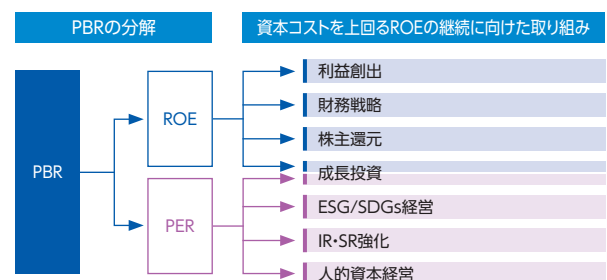 PBRの分解
資本コストを上回るROEの継続に向けた取り組み
PBR
ROE
PER
利益創出
財務戦略
株主還元
成長投資
ESG/SDGs経営
IR・SR強化
人的資本経営